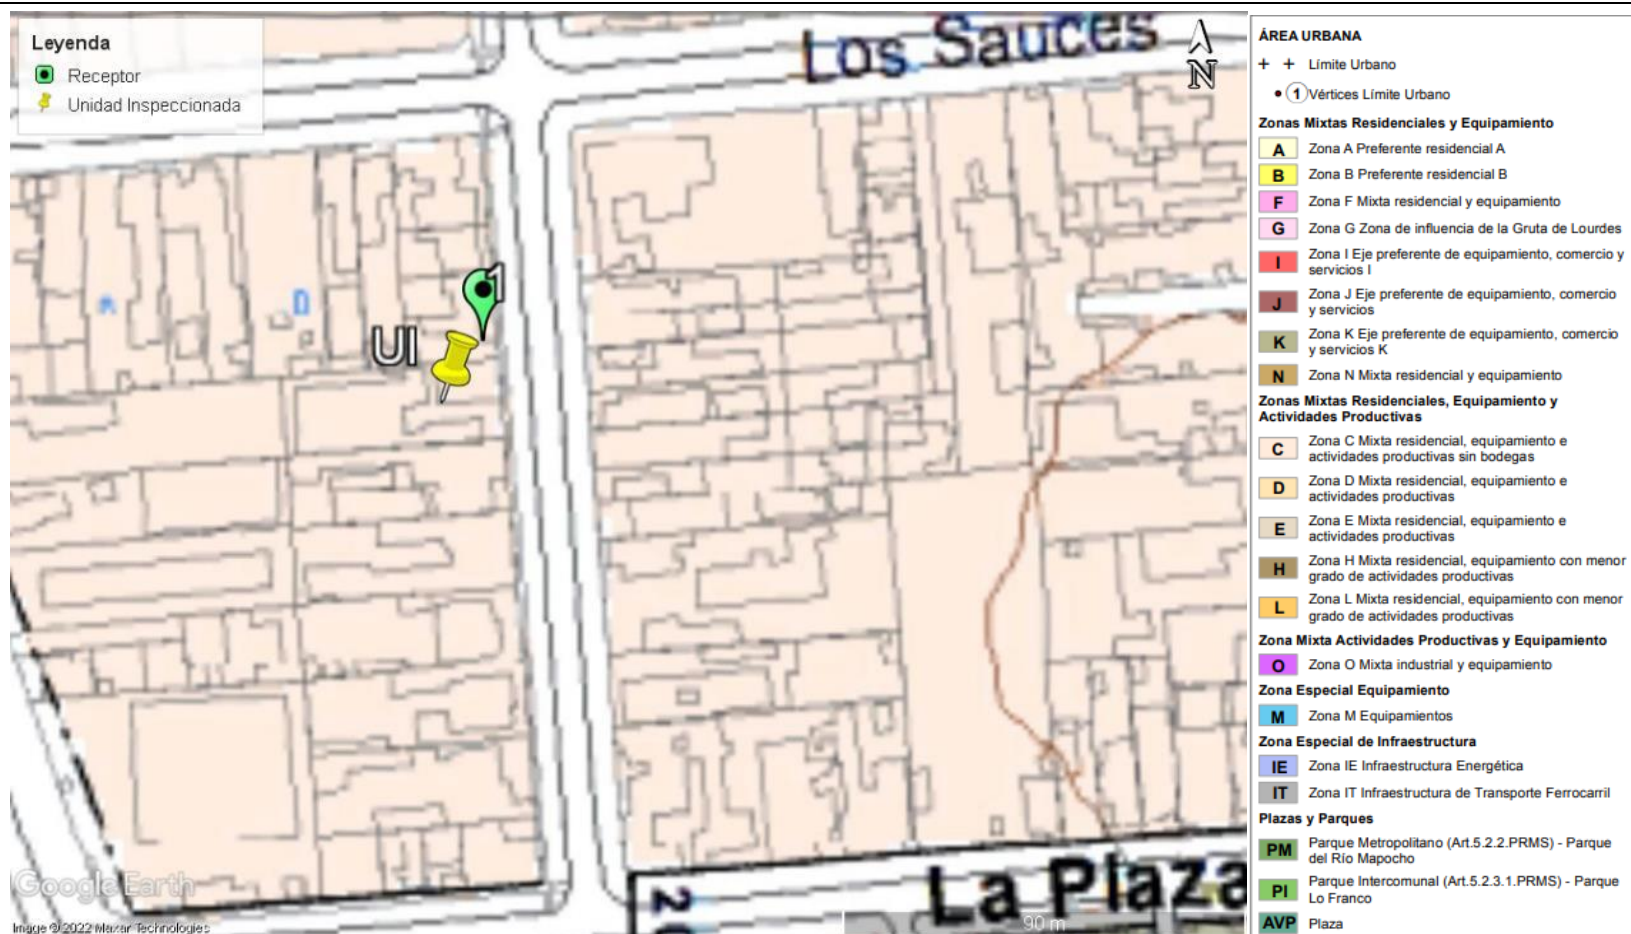 Leyenda
Receptor
Unidad Inspeccionada
Los Sauces
N
1
UI
La Plaza
90 m
Google Earth
Image © 2022 Maxar Technologies
ÁREA URBANA
+ + Límite Urbano
1 Vértices Límite Urbano
Zonas Mixtas Residenciales y Equipamiento
A Zona A Preferente residencial A
B Zona B Preferente residencial B
F Zona F Mixta residencial y equipamiento
G Zona G Zona de influencia de la Gruta de Lourdes
I Zona I Eje preferente de equipamiento, comercio y
servicios I
J Zona J Eje preferente de equipamiento, comercio
y servicios
K Zona K Eje preferente de equipamiento, comercio
y servicios K
N Zona N Mixta residencial y equipamiento
Zonas Mixtas Residenciales, Equipamiento y
Actividades Productivas
C Zona C Mixta residencial, equipamiento e
actividades productivas sin bodegas
D Zona D Mixta residencial, equipamiento e
actividades productivas
E Zona E Mixta residencial, equipamiento e
actividades productivas
H Zona H Mixta residencial, equipamiento con menor
grado de actividades productivas
L Zona L Mixta residencial, equipamiento con menor
grado de actividades productivas
Zona Mixta Actividades Productivas y Equipamiento
O Zona O Mixta industrial y equipamiento
Zona Especial Equipamiento
M Zona M Equipamientos
Zona Especial de Infraestructura
IE Zona IE Infraestructura Energética
IT Zona IT Infraestructura de Transporte Ferrocarril
Plazas y Parques
PM Parque Metropolitano (Art.5.2.2.PRMS) - Parque
del Río Mapocho
PI Parque Intercomunal (Art.5.2.3.1.PRMS) - Parque
Lo Franco
AVP Plaza